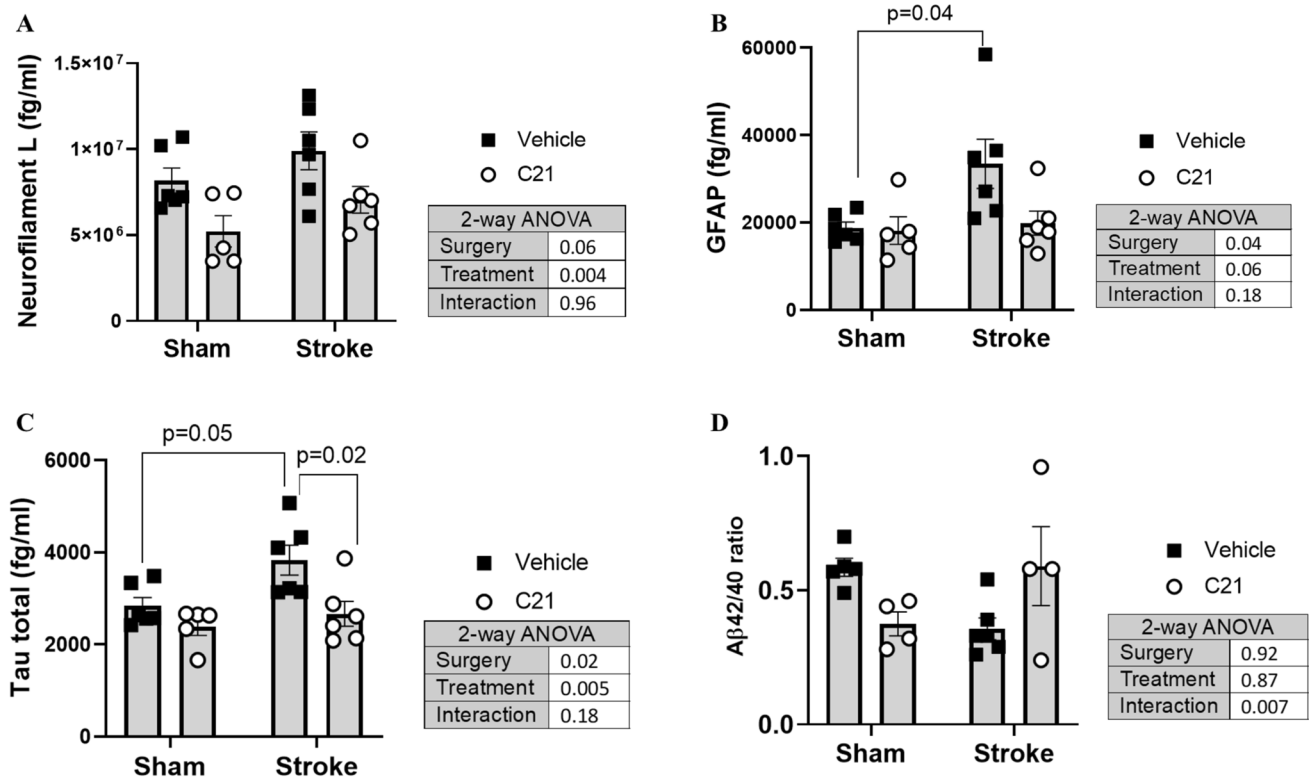 A
Neurofilament L (fg/ml)
1.5×10⁷
1×10⁷
5×10⁶
0
Sham Stroke
Vehicle
C21
2-way ANOVA
Surgery 0.06
Treatment 0.004
Interaction 0.96
B
p=0.04
GFAP (fg/ml)
60000
40000
20000
0
Sham Stroke
Vehicle
C21
2-way ANOVA
Surgery 0.04
Treatment 0.06
Interaction 0.18
C
p=0.05
p=0.02
Tau total (fg/ml)
6000
4000
2000
0
Sham Stroke
Vehicle
C21
2-way ANOVA
Surgery 0.02
Treatment 0.005
Interaction 0.18
D
Aβ42/40 ratio
1.0
0.5
0.0
Sham Stroke
Vehicle
C21
2-way ANOVA
Surgery 0.92
Treatment 0.87
Interaction 0.007